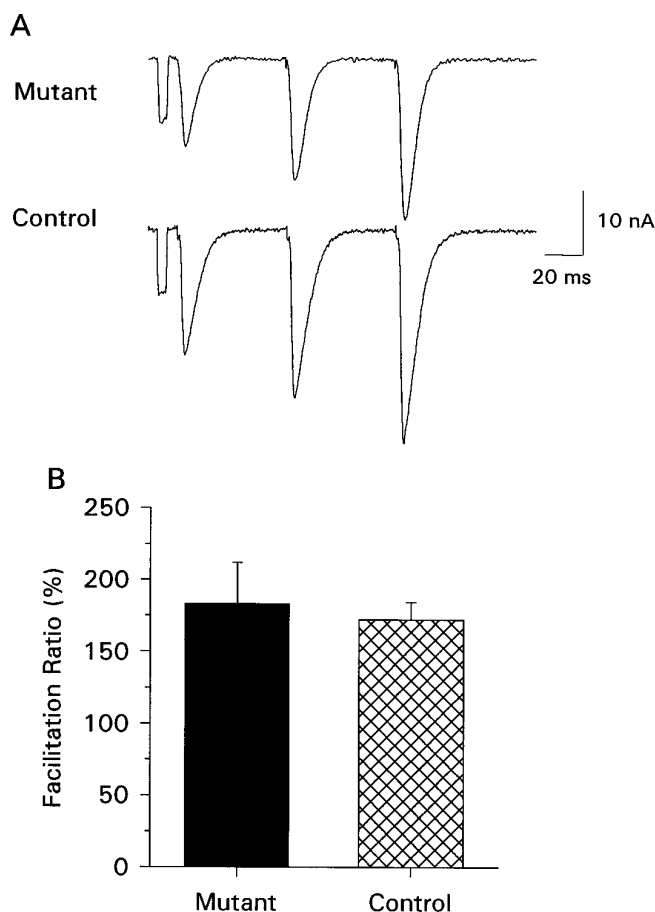 A
Mutant
Control
10 nA
20 ms
B
Facilitation Ratio (%)
250
200
150
100
50
0
Mutant
Control